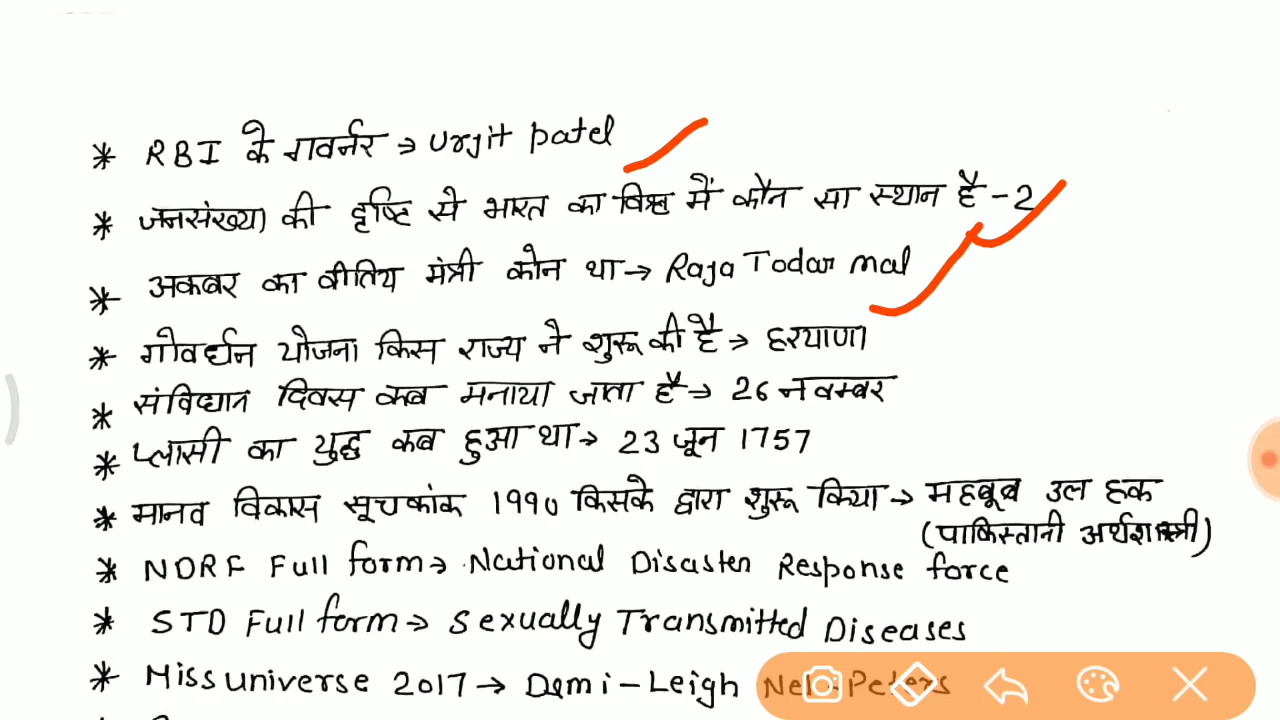 * RBI के गवर्नर → Urjit patel
* जनसंख्या की दृष्टि से भारत का विश्व में कौन सा स्थान है - 2
* अकबर का वीतिय मंत्री कोन था → Raja Todar mal
* गोवर्धन योजना किस राज्य ने शुरू की है → हरयाणा
* संविधान दिवस कब मनाया जाता है → 26 नवम्बर
* प्लासी का युद्ध कब हुआ था → 23 जून 1757
* मानव विकास सूचकांक 1990 किसके द्वारा शुरू किया → महबूब उल हक
(पाकिस्तानी अर्थशास्त्री)
* NDRF Full form → National Disaster Response force
* STD Full form → Sexually Transmitted Diseases
* Miss universe 2017 → Demi-Leigh Nel-Peters